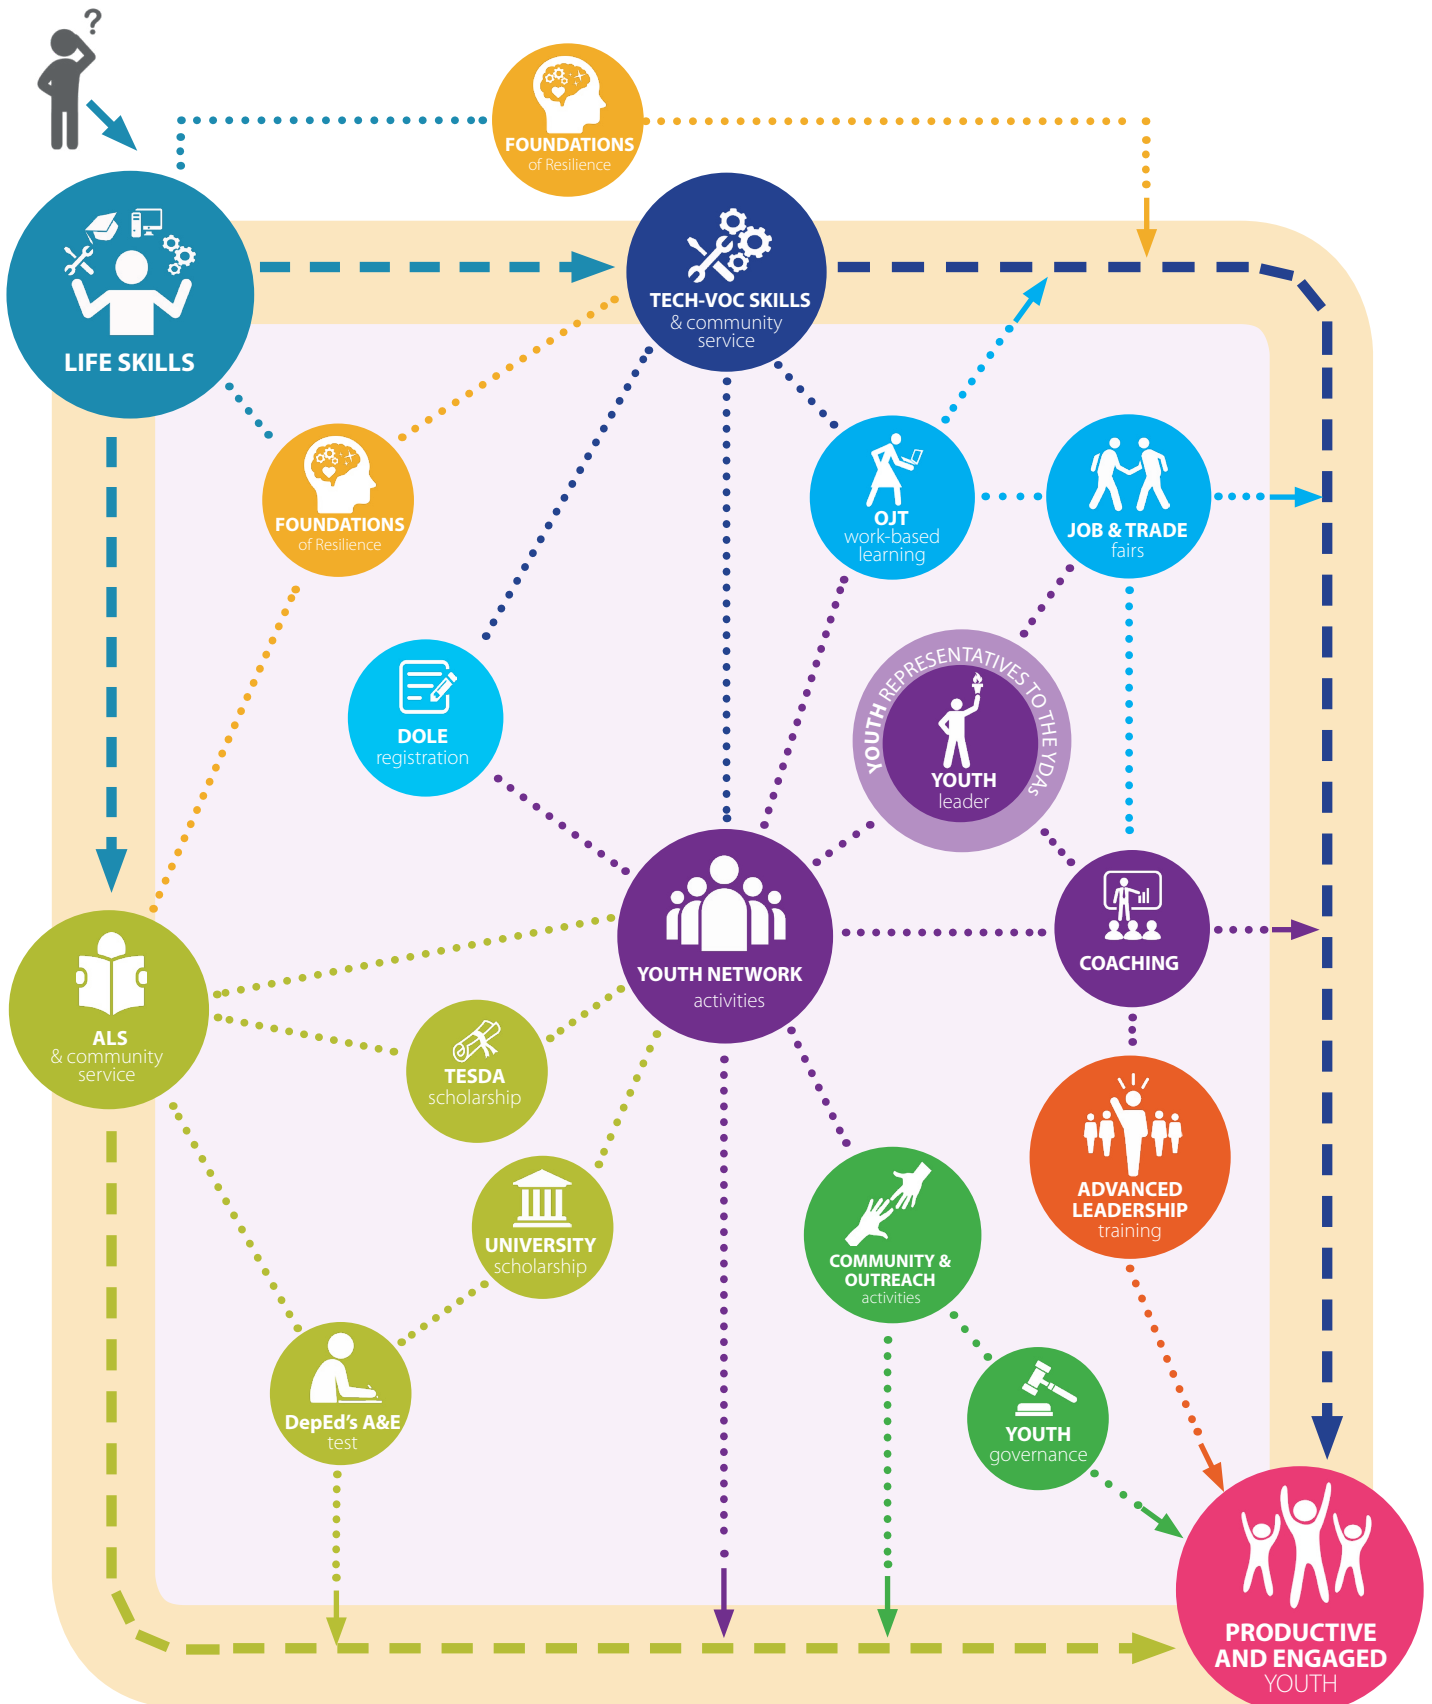 ?
FOUNDATIONS
of Resilience
TECH-VOC SKILLS
& community
service
LIFE SKILLS
FOUNDATIONS
of Resilience
OJT
work-based
learning
JOB & TRADE
fairs
DOLE
registration
YOUTH REPRESENTATIVES TO THE YDAs
YOUTH
leader
YOUTH NETWORK
activities
COACHING
ALS
& community
service
TESDA
scholarship
UNIVERSITY
scholarship
ADVANCED
LEADERSHIP
training
COMMUNITY &
OUTREACH
activities
DepEd's A&E
test
YOUTH
governance
PRODUCTIVE
AND ENGAGED
YOUTH